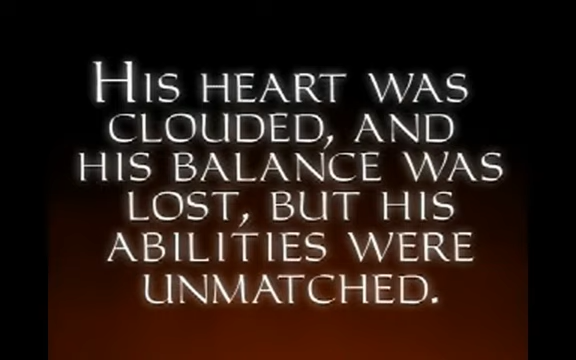 HIS HEART WAS
CLOUDED, AND
HIS BALANCE WAS
LOST, BUT HIS
ABILITIES WERE
UNMATCHED.